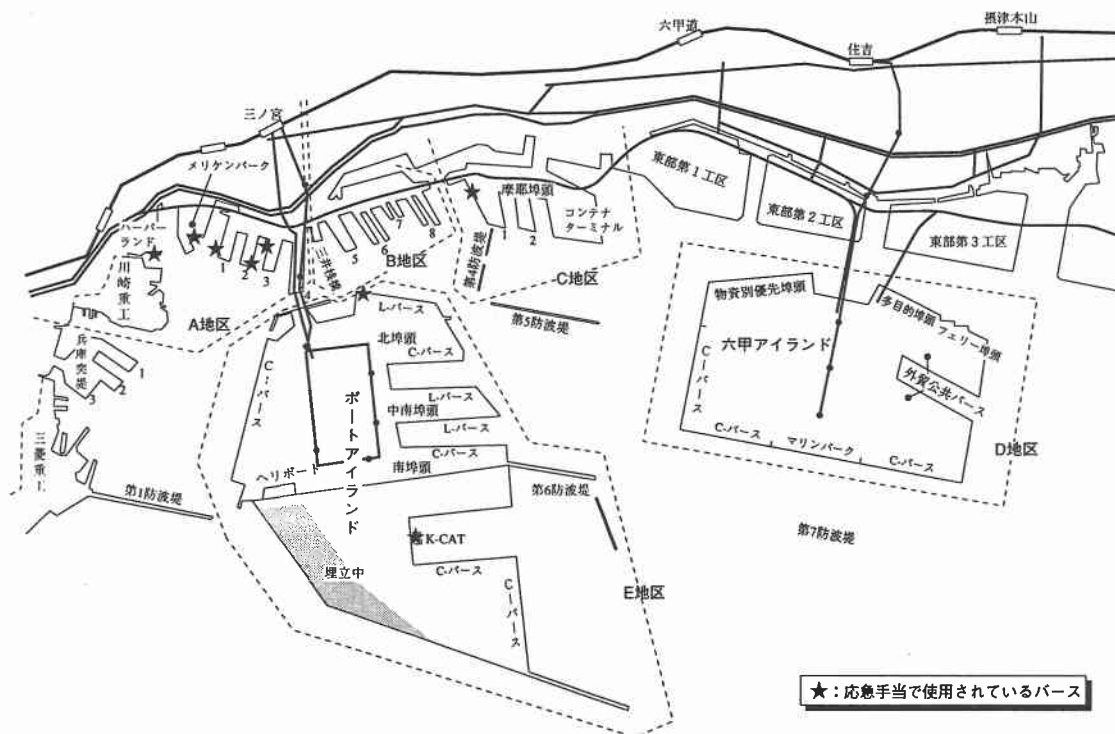 摂津本山
六甲道
住吉
三ノ宮
メリケンパーク
ハーバーランド
川崎重工
A地区
1
2
3
三井桟橋
5
6
7
8
B地区
摩耶埠頭
1
2
コンテナターミナル
第4防波堤
C地区
第5防波堤
東部第1工区
東部第2工区
東部第3工区
兵庫突堤
1
2
3
三菱重工
第1防波堤
L-バース
北埠頭
C-バース
C-バース
L-バース
中南埠頭
L-バース
C-バース
南埠頭
ポートアイランド
ヘリポート
第6防波堤
K-CAT
C-バース
C-バース
埋立中
E地区
物資別優先埠頭
多目的埠頭
フェリー埠頭
六甲アイランド
C-バース
外貿公共バース
C-バース
マリンパーク
C-バース
D地区
第7防波堤
★：応急手当で使用されているバース